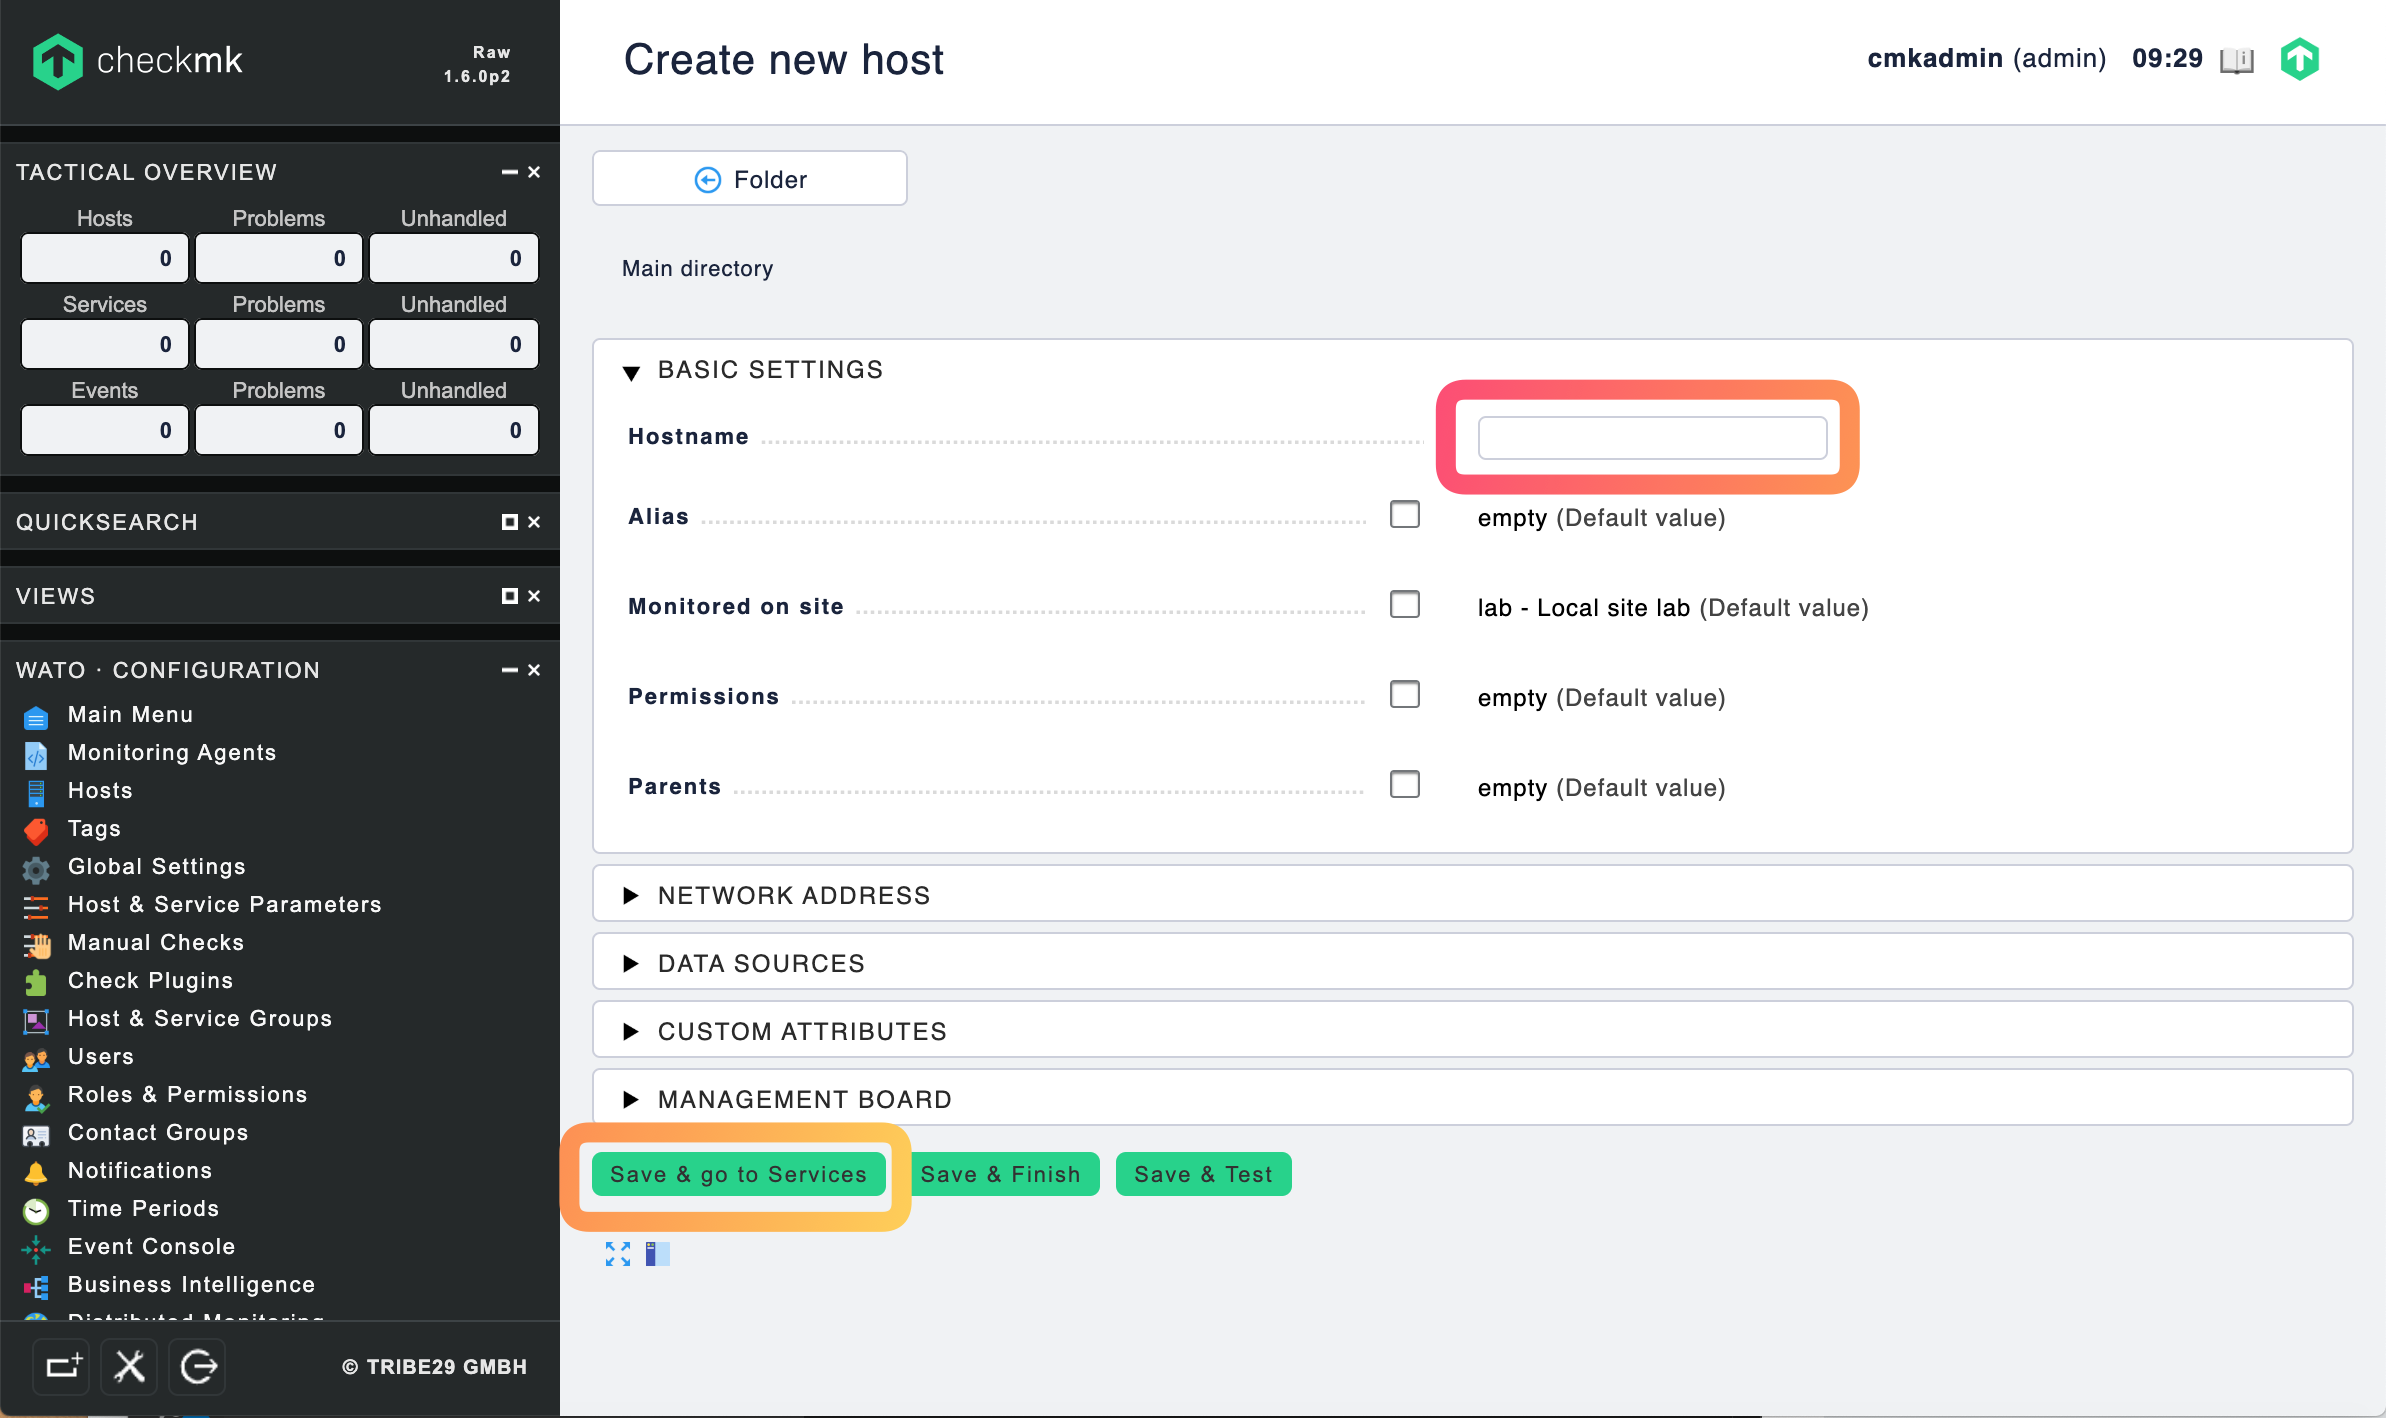 checkmk
Raw
1.6.0p2
Create new host
cmkadmin (admin) 09:29
TACTICAL OVERVIEW
Hosts Problems Unhandled
0 0 0
Services Problems Unhandled
0 0 0
Events Problems Unhandled
0 0 0
QUICKSEARCH
VIEWS
WATO · CONFIGURATION
Main Menu
Monitoring Agents
Hosts
Tags
Global Settings
Host & Service Parameters
Manual Checks
Check Plugins
Host & Service Groups
Users
Roles & Permissions
Contact Groups
Notifications
Time Periods
Event Console
Business Intelligence
Distributed Monitoring
© TRIBE29 GMBH
Folder
Main directory
BASIC SETTINGS
Hostname
Alias empty (Default value)
Monitored on site lab - Local site lab (Default value)
Permissions empty (Default value)
Parents empty (Default value)
NETWORK ADDRESS
DATA SOURCES
CUSTOM ATTRIBUTES
MANAGEMENT BOARD
Save & go to Services Save & Finish Save & Test